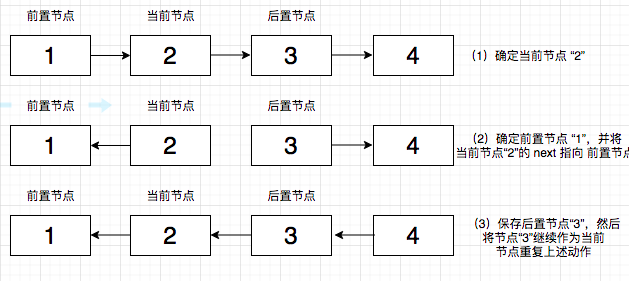 前置节点 当前节点 后置节点
1 2 3 4
(1）确定当前节点 “2”
前置节点 当前节点 后置节点
1 2 3 4
（2）确定前置节点 “1”，并将
当前节点“2”的 next 指向 前置节点
前置节点 当前节点 后置节点
1 2 3 4
（3）保存后置节点“3”，然后
将节点“3”继续作为当前
节点重复上述动作